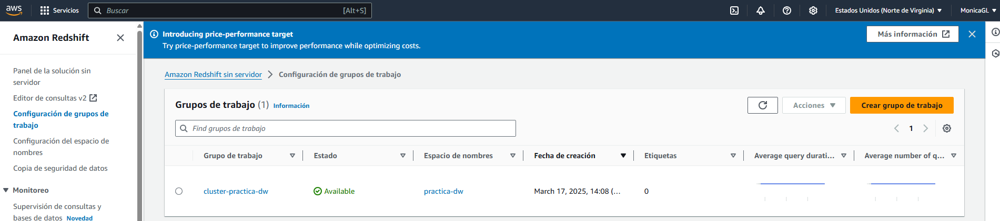 aws
Servicios
Buscar
[Alt+S]
Estados Unidos (Norte de Virginia)
MonicaGL
Amazon Redshift
Panel de la solución sin
servidor
Editor de consultas v2
Configuración de grupos de
trabajo
Configuración del espacio de
nombres
Copia de seguridad de datos
Monitoreo
Supervisión de consultas y
bases de datos Novedad
Introducing price-performance target
Try price-performance target to improve performance while optimizing costs.
Más información
Amazon Redshift sin servidor
Configuración de grupos de trabajo
Grupos de trabajo (1) Información
Acciones
Crear grupo de trabajo
Find grupos de trabajo
1
Grupo de trabajo
Estado
Espacio de nombres
Fecha de creación
Etiquetas
Average query durati...
Average number of q...
cluster-practica-dw
Available
practica-dw
March 17, 2025, 14:08 (...
0